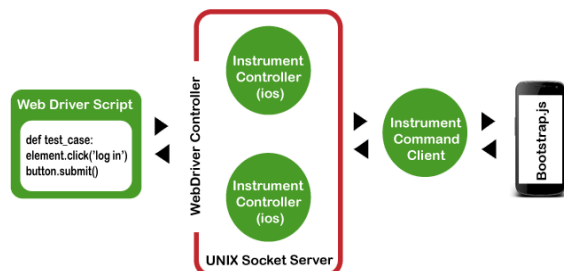 Web Driver Script
def test_case:
element.click('log in')
button.submit()
WebDriver Controller
Instrument
Controller
(ios)
Instrument
Controller
(ios)
UNIX Socket Server
Instrument
Command
Client
Bootstrap.js